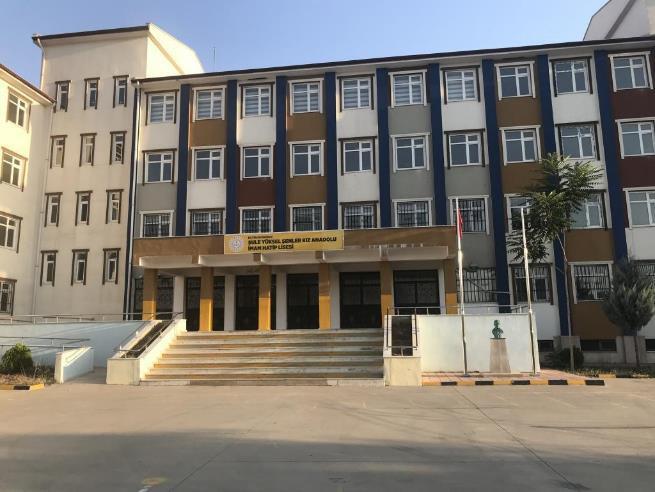 ŞULE YÜKSEL ŞENLER KIZ ANADOLU
İMAM HATİP LİSESİ